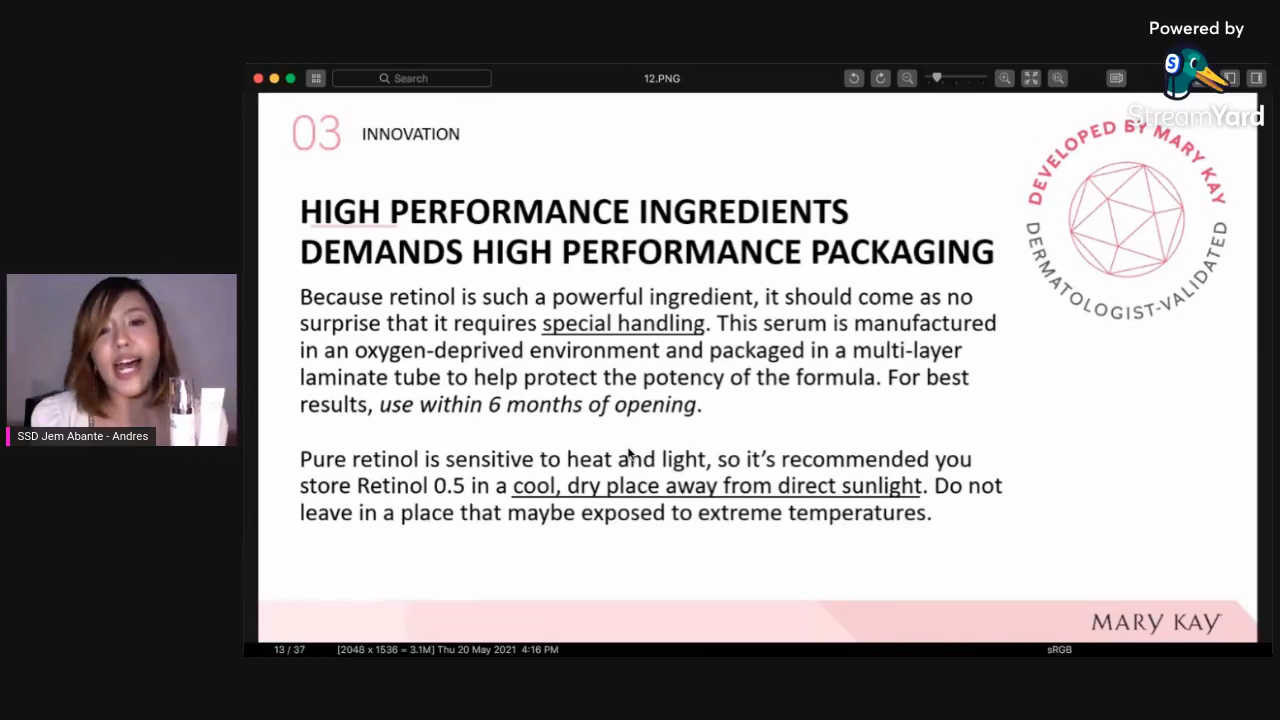 Powered by
StreamYard
Search
12.PNG
03 INNOVATION
DEVELOPED BY MARY KAY
DERMATOLOGIST-VALIDATED
HIGH PERFORMANCE INGREDIENTS
DEMANDS HIGH PERFORMANCE PACKAGING
Because retinol is such a powerful ingredient, it should come as no
surprise that it requires special handling. This serum is manufactured
in an oxygen-deprived environment and packaged in a multi-layer
laminate tube to help protect the potency of the formula. For best
results, use within 6 months of opening.
Pure retinol is sensitive to heat and light, so it's recommended you
store Retinol 0.5 in a cool, dry place away from direct sunlight. Do not
leave in a place that maybe exposed to extreme temperatures.
SSD Jem Abante - Andres
MARY KAY
13 / 37 [2048 x 1536 = 3.1M] Thu 20 May 2021 4:16 PM sRGB